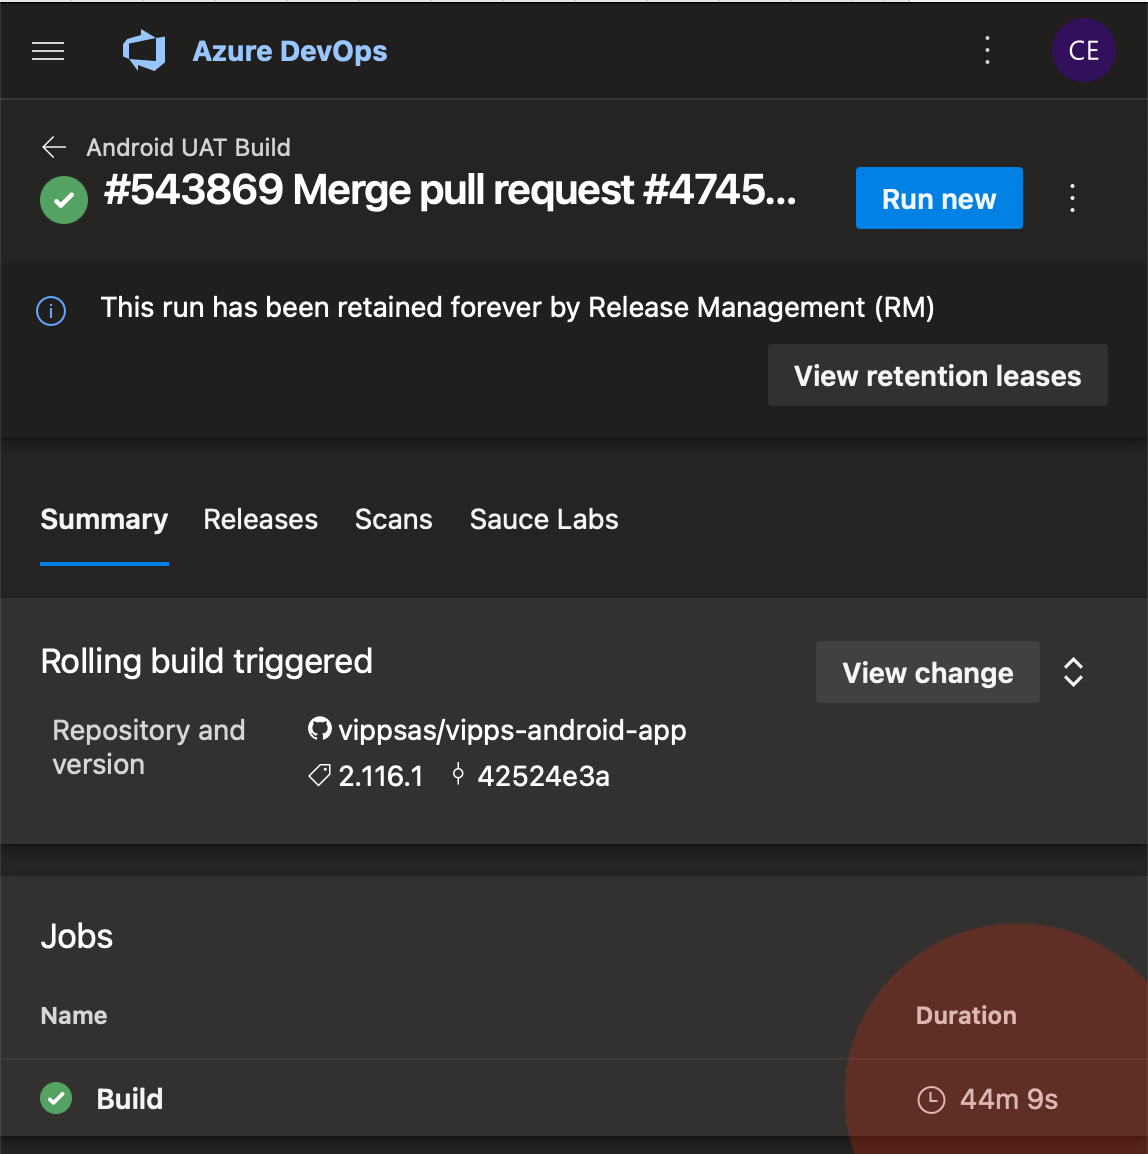 Azure DevOps
CE
Android UAT Build
#543869 Merge pull request #4745...
Run new
This run has been retained forever by Release Management (RM)
View retention leases
Summary Releases Scans Sauce Labs
Rolling build triggered
View change
Repository and
version
vippsas/vipps-android-app
2.116.1 42524e3a
Jobs
Name Duration
Build 44m 9s